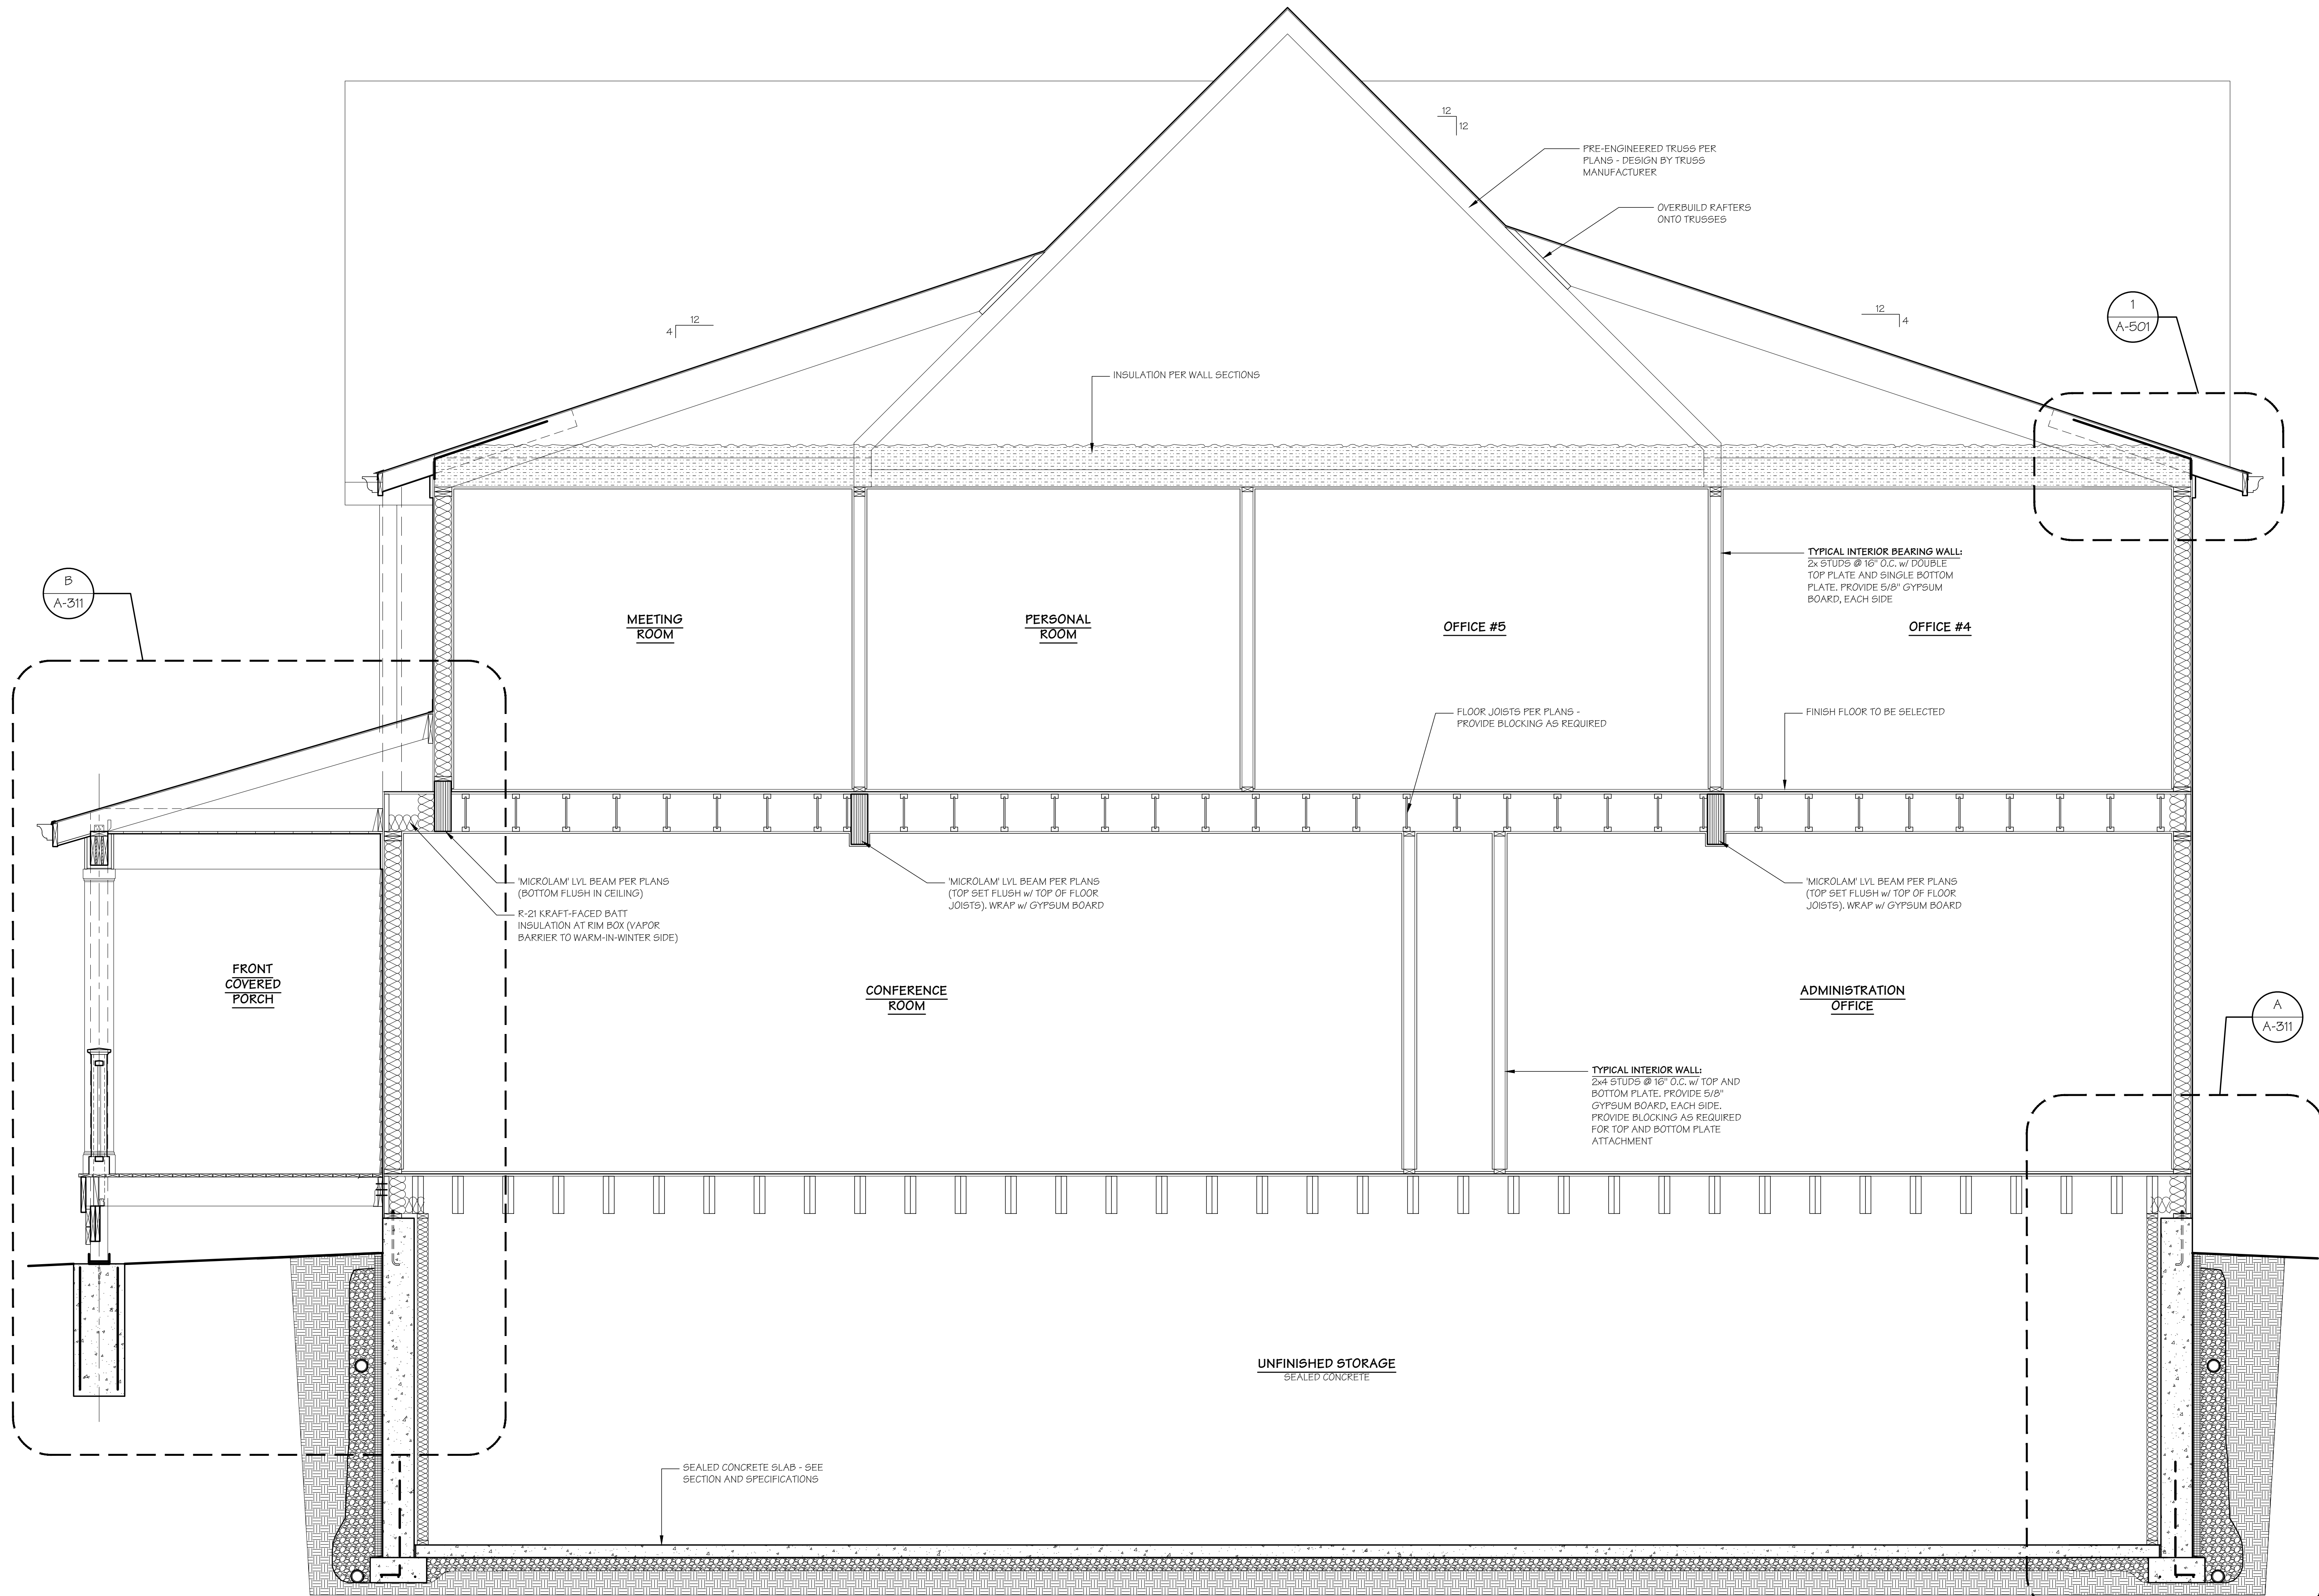 12
12
PRE-ENGINEERED TRUSS PER
PLANS - DESIGN BY TRUSS
MANUFACTURER
OVERBUILD RAFTERS
ONTO TRUSSES
12
4
12
4
1
A-501
INSULATION PER WALL SECTIONS
TYPICAL INTERIOR BEARING WALL:
2x STUDS @ 16" O.C. w/ DOUBLE
TOP PLATE AND SINGLE BOTTOM
PLATE. PROVIDE 5/8" GYPSUM
BOARD, EACH SIDE
B
A-311
MEETING
ROOM
PERSONAL
ROOM
OFFICE #5
OFFICE #4
FLOOR JOISTS PER PLANS -
PROVIDE BLOCKING AS REQUIRED
FINISH FLOOR TO BE SELECTED
'MICROLAM' LVL BEAM PER PLANS
(BOTTOM FLUSH IN CEILING)
R-21 KRAFT-FACED BATT
INSULATION AT RIM BOX (VAPOR
BARRIER TO WARM-IN-WINTER SIDE)
'MICROLAM' LVL BEAM PER PLANS
(TOP SET FLUSH w/ TOP OF FLOOR
JOISTS). WRAP w/ GYPSUM BOARD
'MICROLAM' LVL BEAM PER PLANS
(TOP SET FLUSH w/ TOP OF FLOOR
JOISTS). WRAP w/ GYPSUM BOARD
FRONT
COVERED
PORCH
CONFERENCE
ROOM
ADMINISTRATION
OFFICE
A
A-311
TYPICAL INTERIOR WALL:
2x4 STUDS @ 16" O.C. w/ TOP AND
BOTTOM PLATE. PROVIDE 5/8"
GYPSUM BOARD, EACH SIDE.
PROVIDE BLOCKING AS REQUIRED
FOR TOP AND BOTTOM PLATE
ATTACHMENT
UNFINISHED STORAGE
SEALED CONCRETE
SEALED CONCRETE SLAB - SEE
SECTION AND SPECIFICATIONS